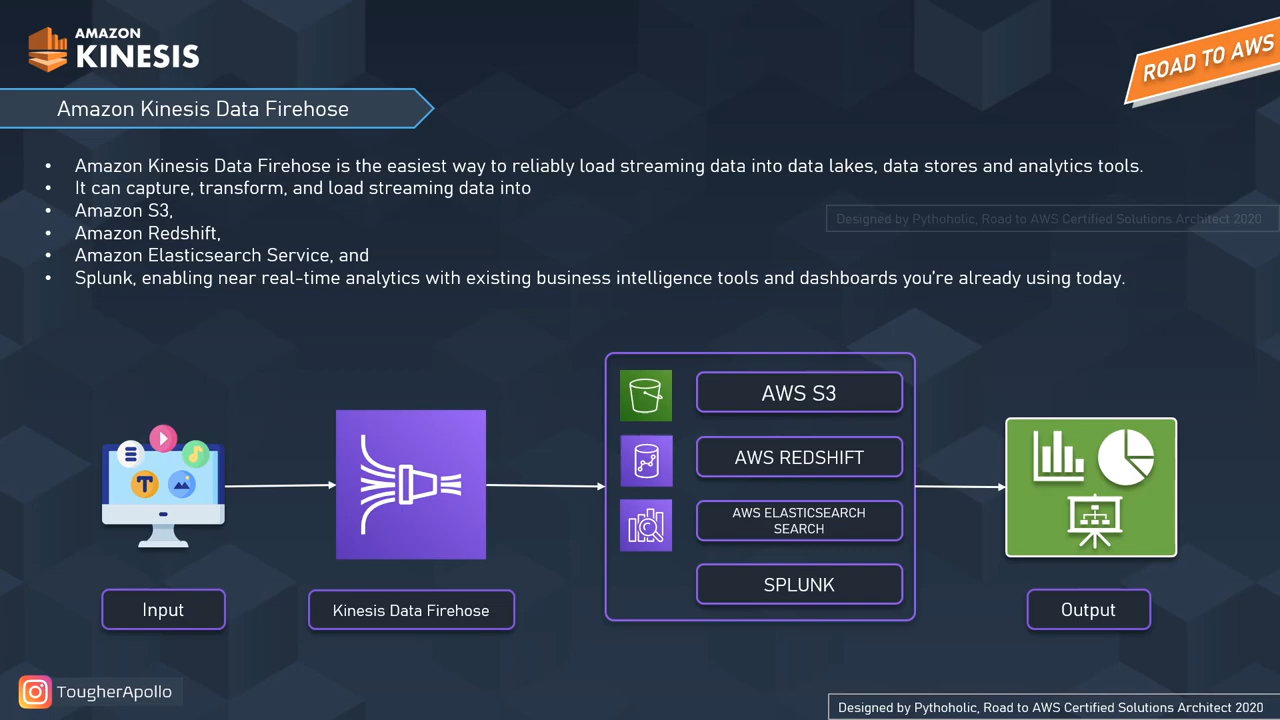 AMAZON
KINESIS
ROAD TO AWS
Amazon Kinesis Data Firehose
• Amazon Kinesis Data Firehose is the easiest way to reliably load streaming data into data lakes, data stores and analytics tools.
• It can capture, transform, and load streaming data into
• Amazon S3,
• Amazon Redshift,
• Amazon Elasticsearch Service, and
• Splunk, enabling near real-time analytics with existing business intelligence tools and dashboards you're already using today.
Designed by Pythoholic, Road to AWS Certified Solutions Architect 2020
AWS S3
AWS REDSHIFT
AWS ELASTICSEARCH
SEARCH
SPLUNK
T
Input
Kinesis Data Firehose
Output
TougherApollo
Designed by Pythoholic, Road to AWS Certified Solutions Architect 2020